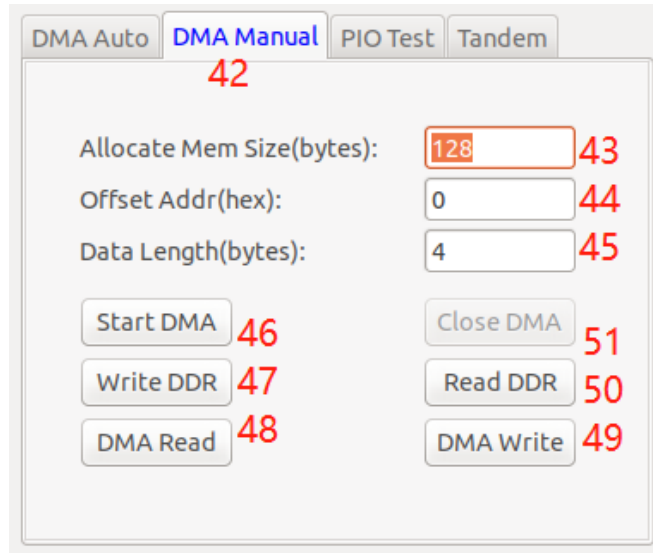 DMA Auto DMA Manual PIO Test Tandem
42
Allocate Mem Size(bytes): 128 43
Offset Addr(hex): 0 44
Data Length(bytes): 4 45
Start DMA 46 Close DMA 51
Write DDR 47 Read DDR 50
DMA Read 48 DMA Write 49